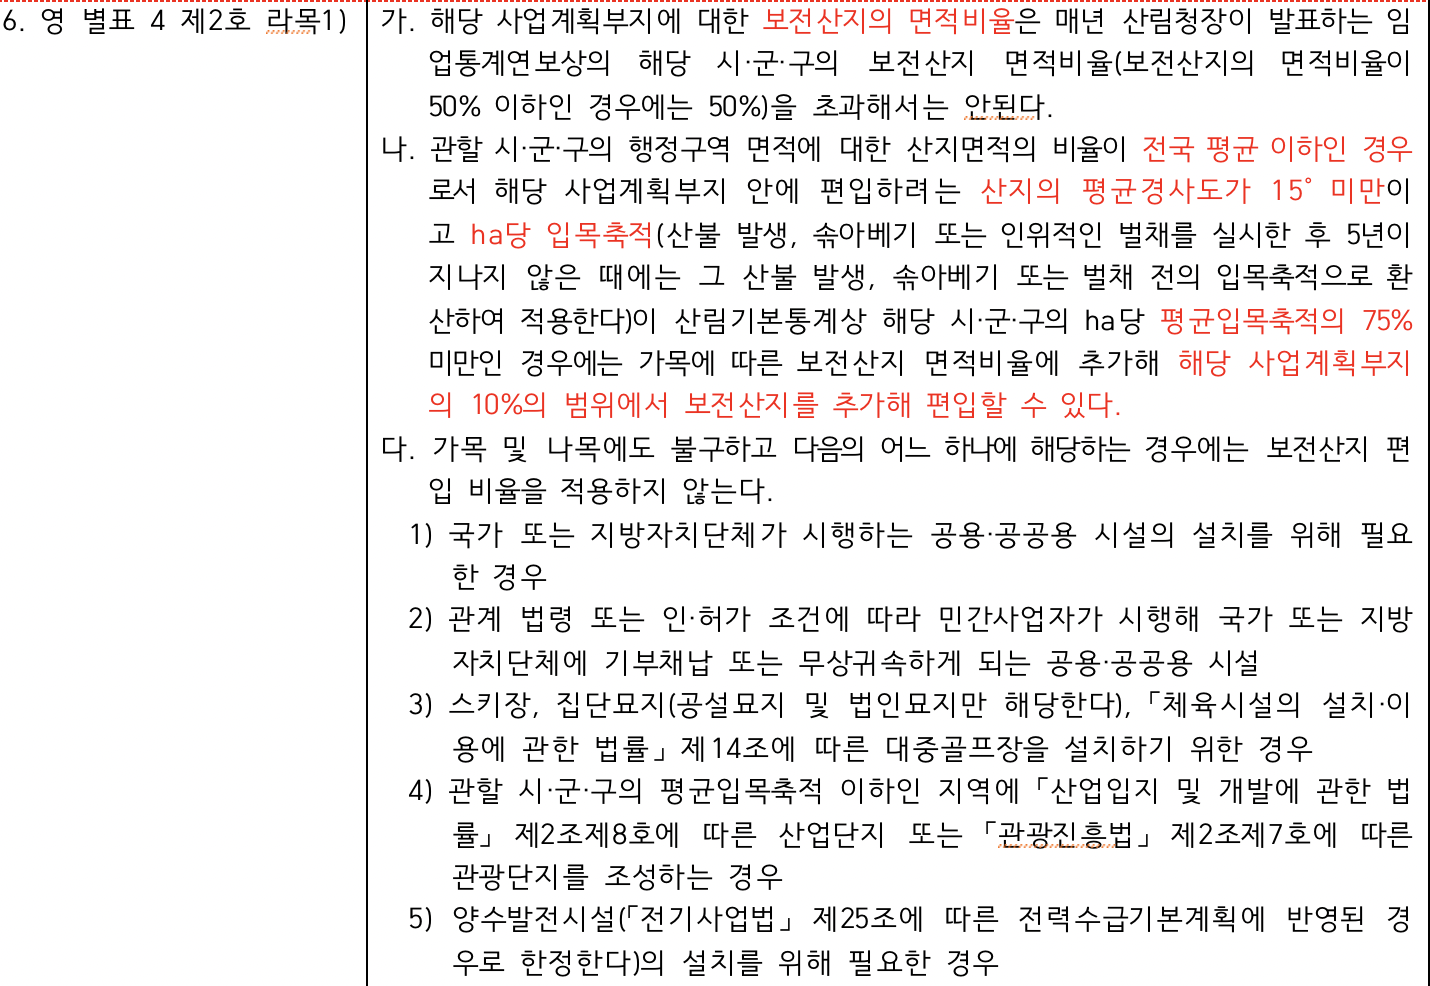 6. 영 별표 4 제2호 라목1)
가. 해당 사업계획부지에 대한 보전산지의 면적비율은 매년 산림청장이 발표하는 임
업통계연보상의 해당 시·군·구의 보전산지 면적비율(보전산지의 면적비율이
50% 이하인 경우에는 50%)을 초과해서는 안된다.
나. 관할 시·군·구의 행정구역 면적에 대한 산지면적의 비율이 전국 평균 이하인 경우
로서 해당 사업계획부지 안에 편입하려는 산지의 평균경사도가 15° 미만이
고 ha당 입목축적(산불 발생, 솎아베기 또는 인위적인 벌채를 실시한 후 5년이
지나지 않은 때에는 그 산불 발생, 솎아베기 또는 벌채 전의 입목축적으로 환
산하여 적용한다)이 산림기본통계상 해당 시·군·구의 ha당 평균입목축적의 75%
미만인 경우에는 가목에 따른 보전산지 면적비율에 추가해 해당 사업계획부지
의 10%의 범위에서 보전산지를 추가해 편입할 수 있다.
다. 가목 및 나목에도 불구하고 다음의 어느 하나에 해당하는 경우에는 보전산지 편
입 비율을 적용하지 않는다.
1) 국가 또는 지방자치단체가 시행하는 공용·공공용 시설의 설치를 위해 필요
한 경우
2) 관계 법령 또는 인·허가 조건에 따라 민간사업자가 시행해 국가 또는 지방
자치단체에 기부채납 또는 무상귀속하게 되는 공용·공공용 시설
3) 스키장, 집단묘지(공설묘지 및 법인묘지만 해당한다),「체육시설의 설치·이
용에 관한 법률」제14조에 따른 대중골프장을 설치하기 위한 경우
4) 관할 시·군·구의 평균입목축적 이하인 지역에「산업입지 및 개발에 관한 법
률」 제2조제8호에 따른 산업단지 또는 「관광진흥법」 제2조제7호에 따른
관광단지를 조성하는 경우
5) 양수발전시설(「전기사업법」 제25조에 따른 전력수급기본계획에 반영된 경
우로 한정한다)의 설치를 위해 필요한 경우